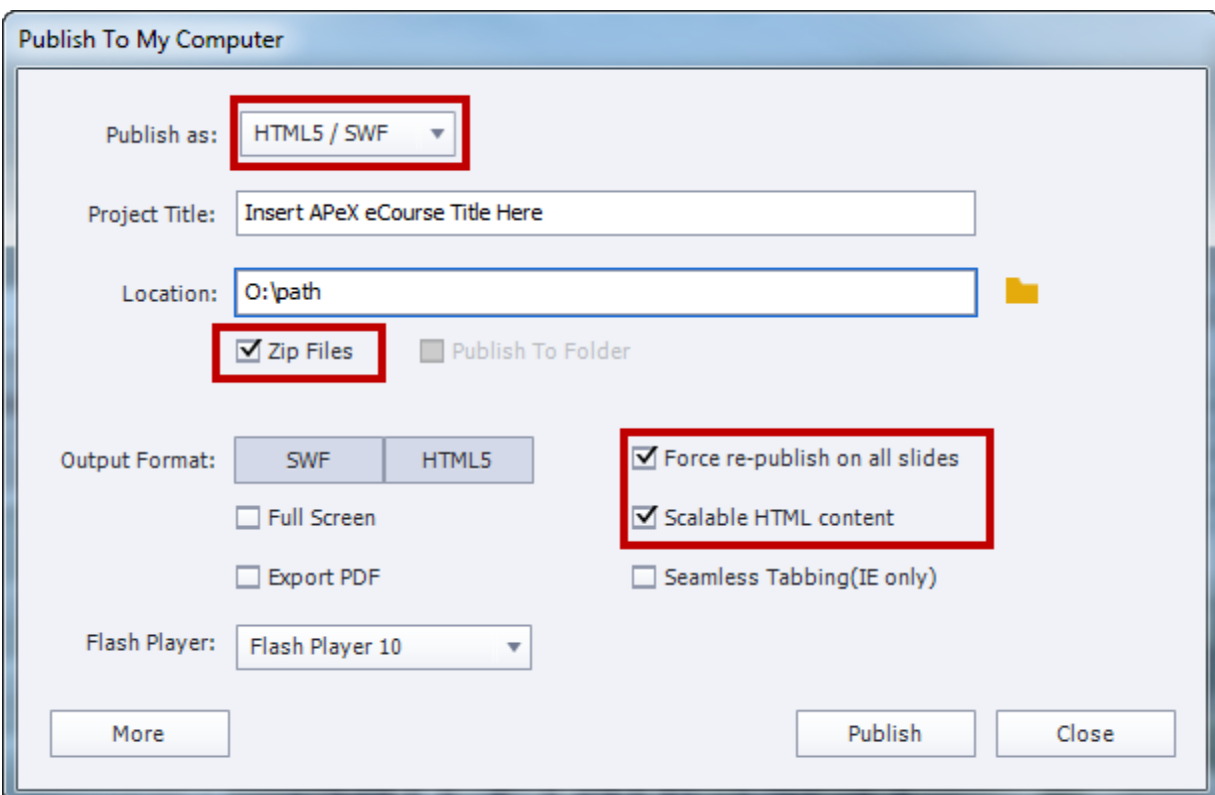 Publish To My Computer
Publish as: HTML5 / SWF
Project Title: Insert APeX eCourse Title Here
Location: O:\path
Zip Files Publish To Folder
Output Format: SWF HTML5 Force re-publish on all slides
Full Screen Scalable HTML content
Export PDF Seamless Tabbing(IE only)
Flash Player: Flash Player 10
More Publish Close